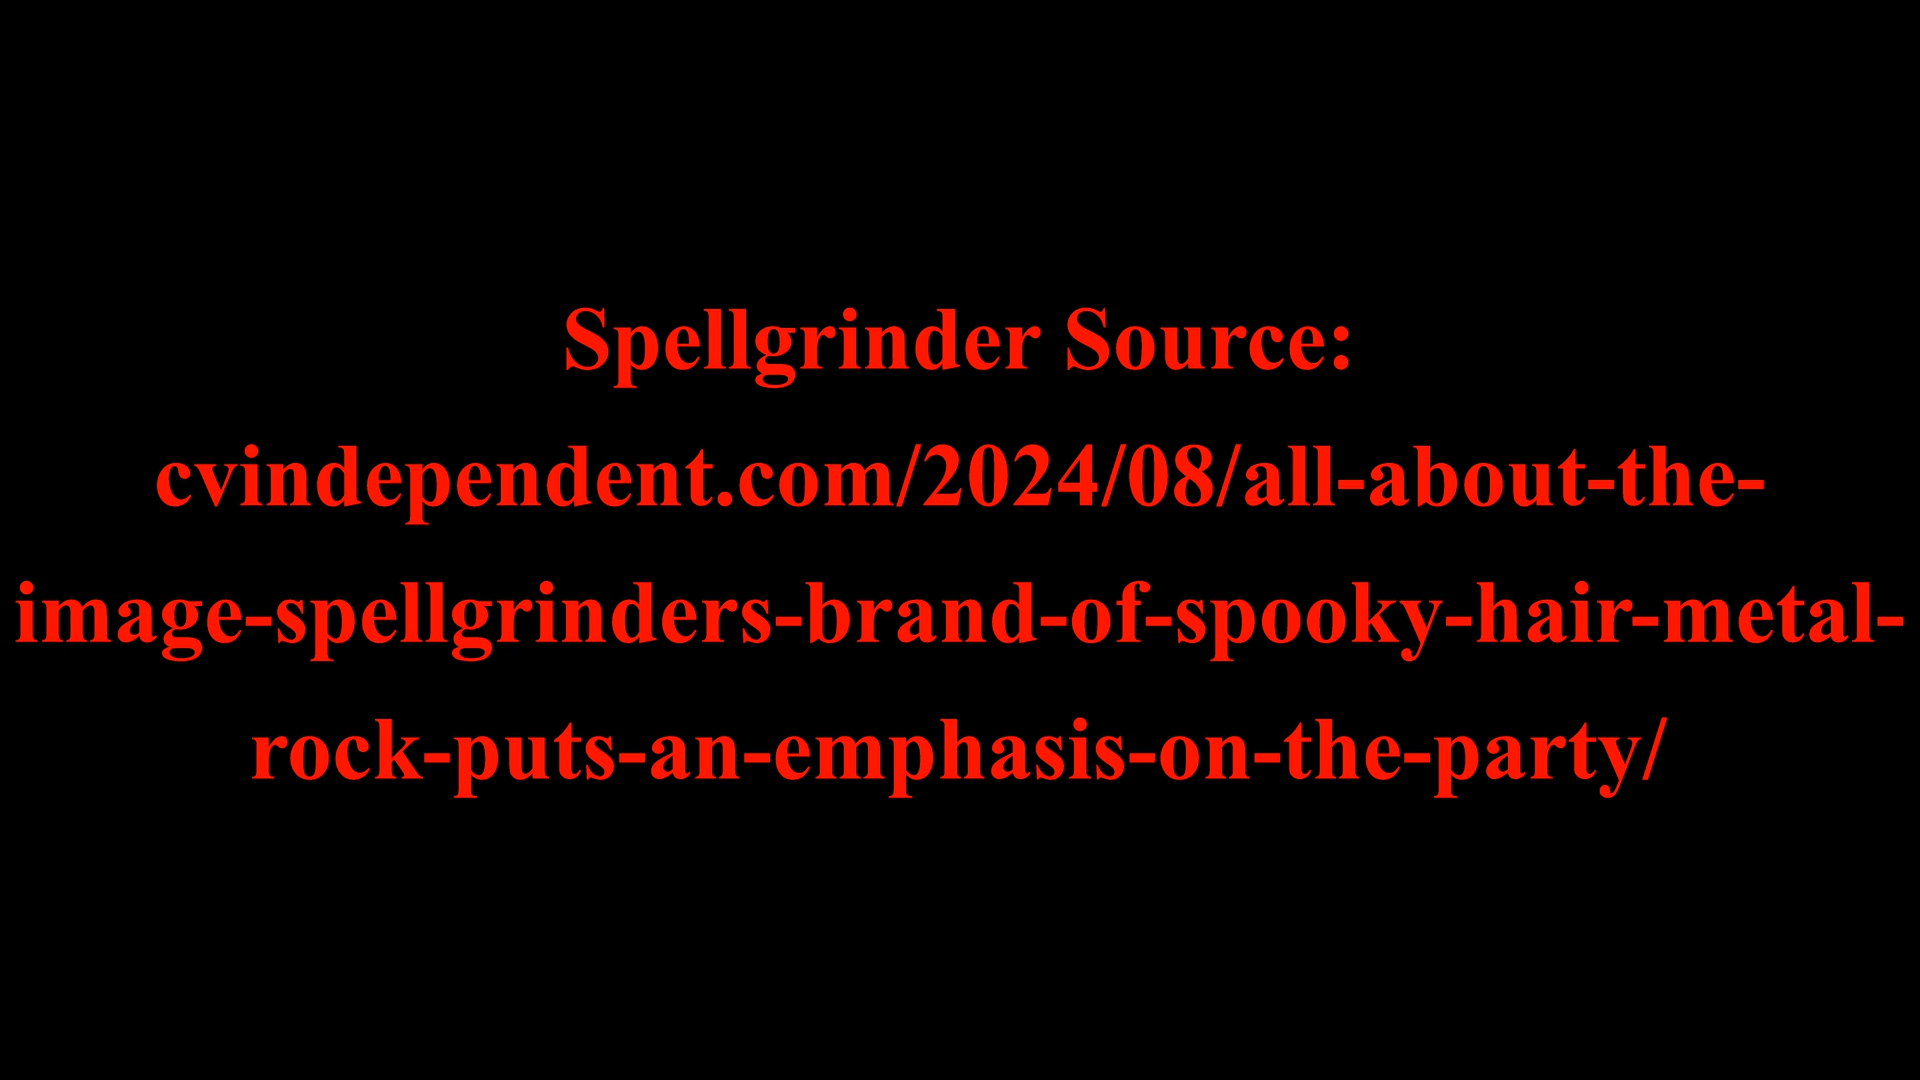 Spellgrinder Source:
cvindependent.com/2024/08/all-about-the-
image-spellgrinders-brand-of-spooky-hair-metal-
rock-puts-an-emphasis-on-the-party/